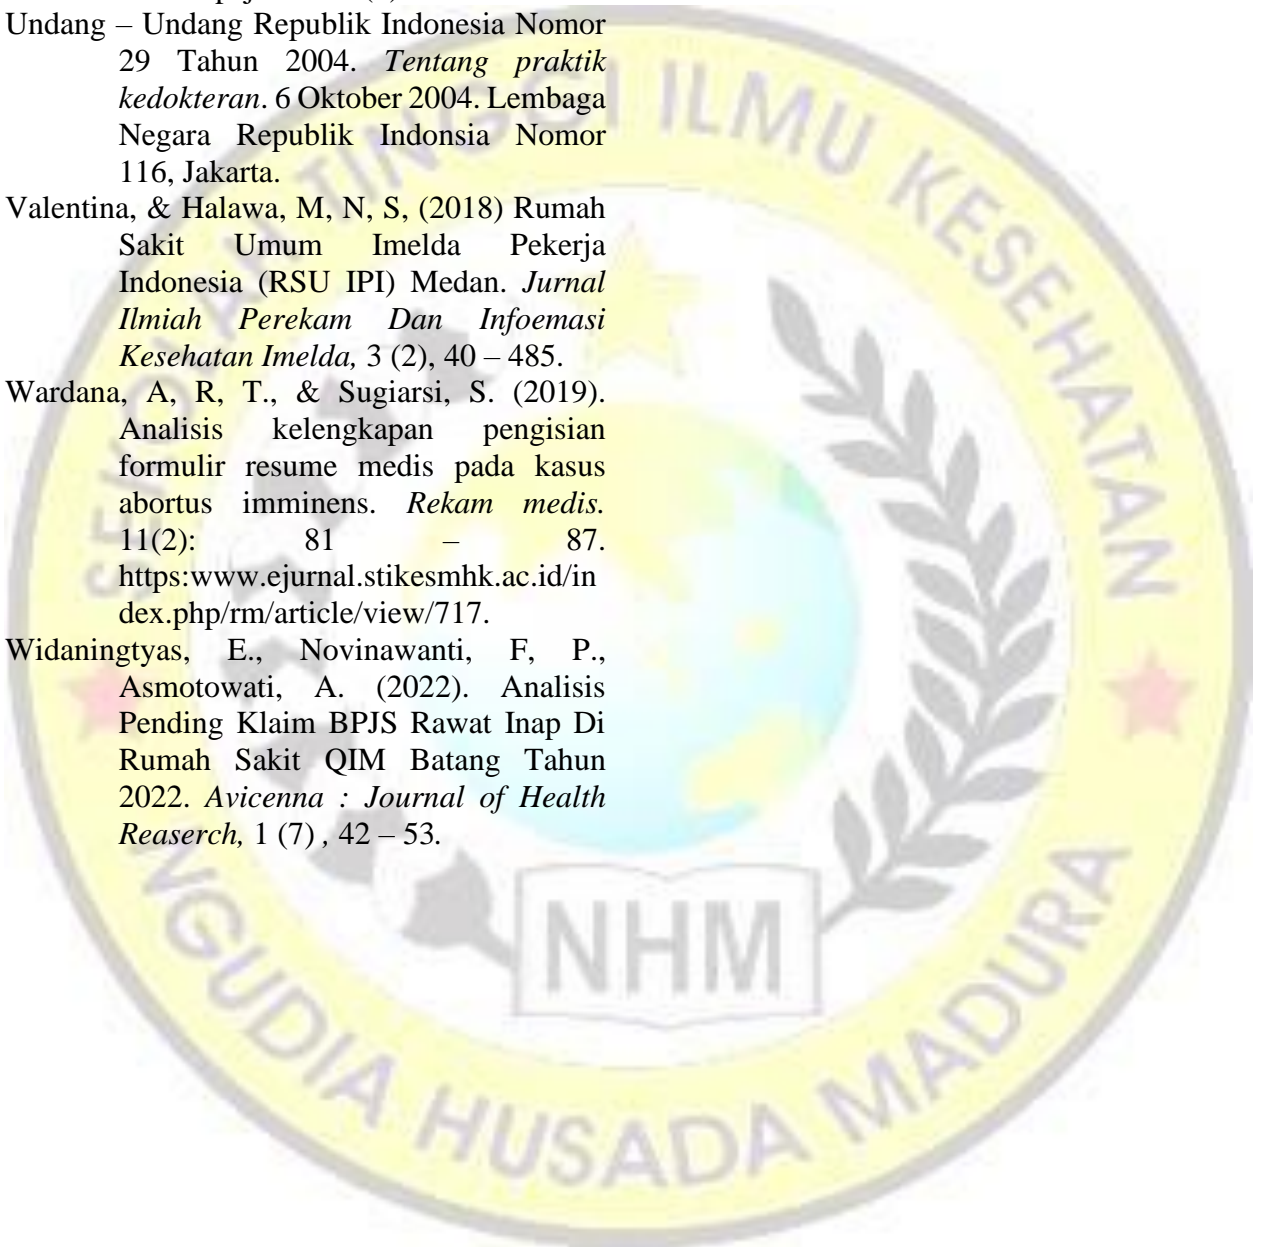 Undang – Undang Republik Indonesia Nomor
29 Tahun 2004. Tentang praktik
kedokteran. 6 Oktober 2004. Lembaga
Negara Republik Indonsia Nomor
116, Jakarta.
Valentina, & Halawa, M, N, S, (2018) Rumah
Sakit Umum Imelda Pekerja
Indonesia (RSU IPI) Medan. Jurnal
Ilmiah Perekam Dan Infoemasi
Kesehatan Imelda, 3 (2), 40 – 485.
Wardana, A, R, T., & Sugiarsi, S. (2019).
Analisis kelengkapan pengisian
formulir resume medis pada kasus
abortus imminens. Rekam medis.
11(2): 81 – 87.
https:www.ejurnal.stikesmhk.ac.id/in
dex.php/rm/article/view/717.
Widaningtyas, E., Novinawanti, F, P.,
Asmotowati, A. (2022). Analisis
Pending Klaim BPJS Rawat Inap Di
Rumah Sakit QIM Batang Tahun
2022. Avicenna : Journal of Health
Reaserch, 1 (7) , 42 – 53.
SEKOLAH TINGGI ILMU KESEHATAN
NHM
NGUDIA HUSADA MADURA